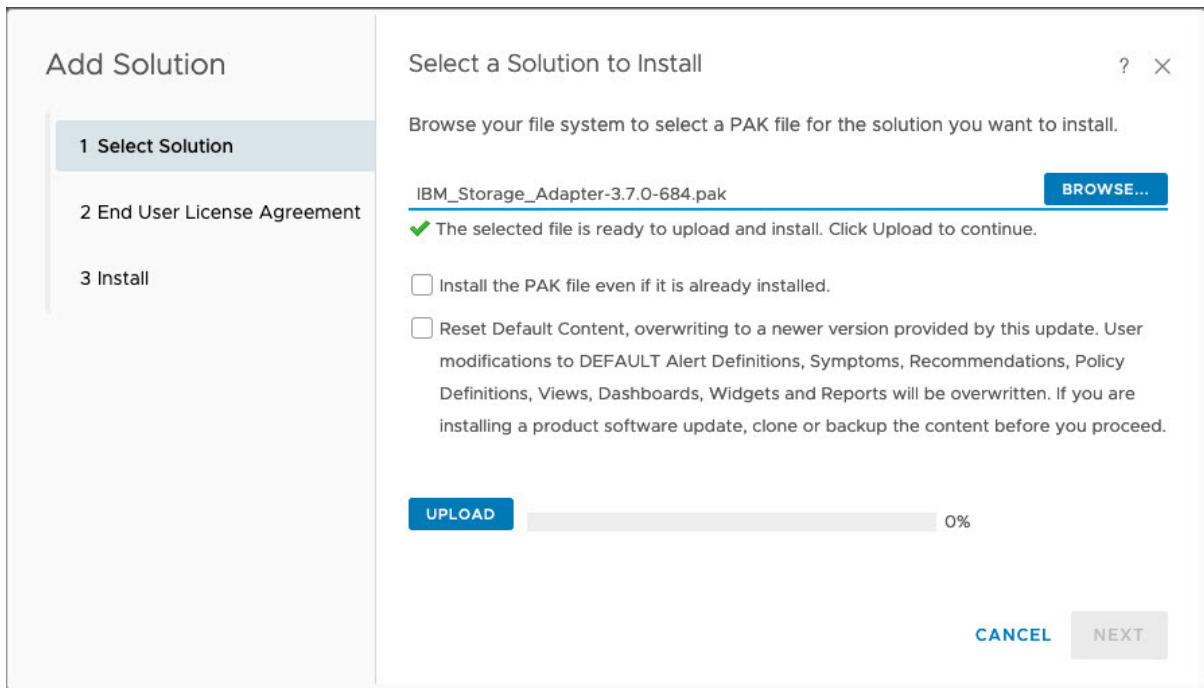 Add Solution
1 Select Solution
2 End User License Agreement
3 Install
Select a Solution to Install
?
Browse your file system to select a PAK file for the solution you want to install.
IBM_Storage_Adapter-3.7.0-684.pak
BROWSE...
The selected file is ready to upload and install. Click Upload to continue.
Install the PAK file even if it is already installed.
Reset Default Content, overwriting to a newer version provided by this update. User
modifications to DEFAULT Alert Definitions, Symptoms, Recommendations, Policy
Definitions, Views, Dashboards, Widgets and Reports will be overwritten. If you are
installing a product software update, clone or backup the content before you proceed.
UPLOAD
0%
CANCEL
NEXT